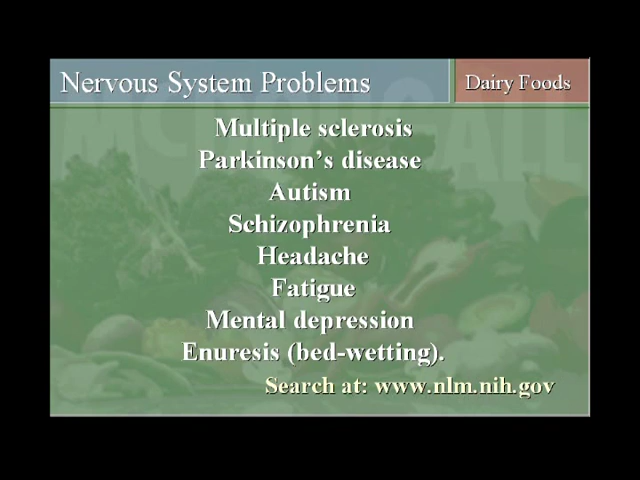 Nervous System Problems
Dairy Foods
Multiple sclerosis
Parkinson's disease
Autism
Schizophrenia
Headache
Fatigue
Mental depression
Enuresis (bed-wetting).
Search at: www.nlm.nih.gov